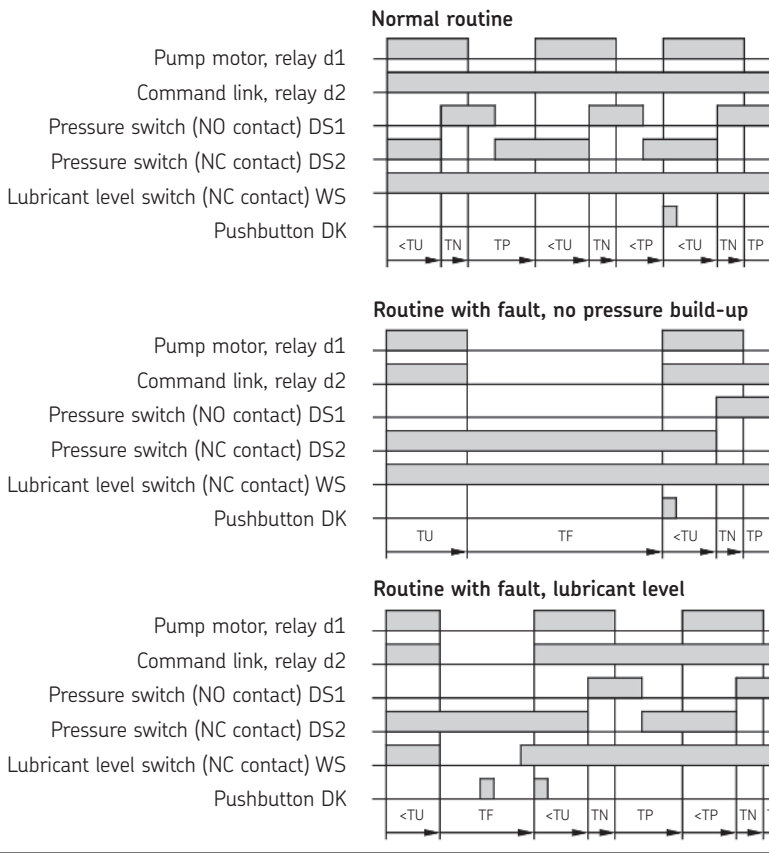 Normal routine
Pump motor, relay d1
Command link, relay d2
Pressure switch (NO contact) DS1
Pressure switch (NC contact) DS2
Lubricant level switch (NC contact) WS
Pushbutton DK
<TU TN TP <TU TN <TP <TU TN TP
Routine with fault, no pressure build-up
Pump motor, relay d1
Command link, relay d2
Pressure switch (NO contact) DS1
Pressure switch (NC contact) DS2
Lubricant level switch (NC contact) WS
Pushbutton DK
TU TF <TU TN TP
Routine with fault, lubricant level
Pump motor, relay d1
Command link, relay d2
Pressure switch (NO contact) DS1
Pressure switch (NC contact) DS2
Lubricant level switch (NC contact) WS
Pushbutton DK
<TU TF <TU TN TP <TP TN